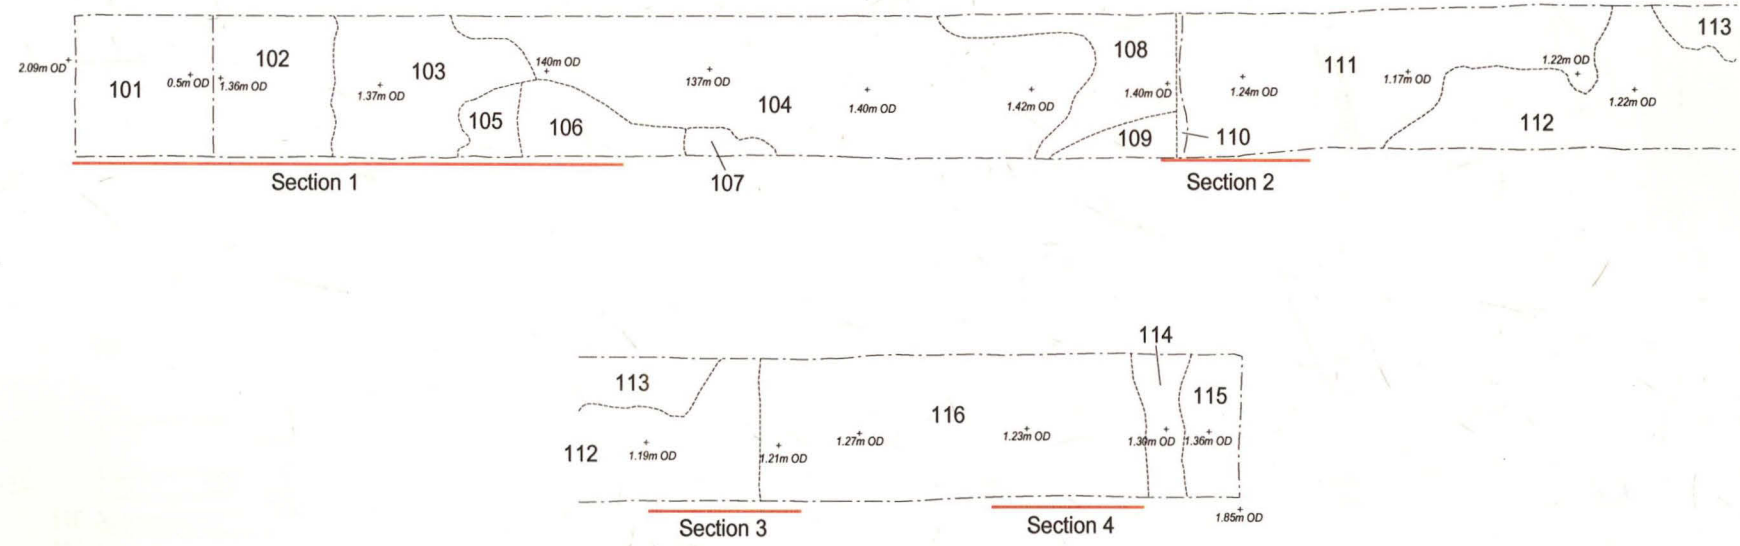 113
108
102
140m OD
1.22m OD
2.09m OD
103
111
0.5m OD
1.36m OD
137m OD
1.17m OD
101
1.37m OD
1.40m OD
1.24m OD
1.22m OD
104
1.40m OD
1.42m OD
105
106
112
109
110
Section 1
107
Section 2
114
113
115
116
1.27m OD
1.23m OD
1.30m OD
1.36m OD
112
1.19m OD
1.21m OD
Section 3
Section 4
1.85m OD